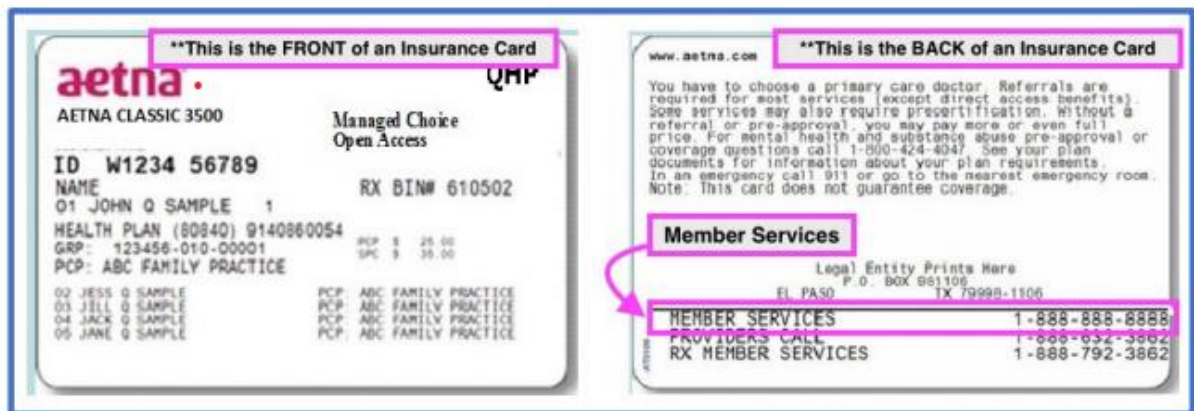 **This is the FRONT of an Insurance Card
aetna
QHP
AETNA CLASSIC 3500
Managed Choice
Open Access
ID W1234 56789
NAME
RX BIN# 610502
01 JOHN Q SAMPLE 1
HEALTH PLAN (80840) 9140860054
GRP: 123456-010-00001
PCP $ 25.00
SPC $ 35.00
PCP: ABC FAMILY PRACTICE
02 JESS Q SAMPLE PCP: ABC FAMILY PRACTICE
03 JILL Q SAMPLE PCP: ABC FAMILY PRACTICE
04 JACK Q SAMPLE PCP: ABC FAMILY PRACTICE
05 JANE Q SAMPLE PCP: ABC FAMILY PRACTICE
**This is the BACK of an Insurance Card
www.aetna.com
You have to choose a primary care doctor. Referrals are
required for most services (except direct access benefits).
Some services may also require precertification. Without a
referral or pre-approval, you may pay more or even full
price. For mental health and substance abuse pre-approval or
coverage questions call 1-800-424-4047. See your plan
documents for information about your plan requirements.
In an emergency call 911 or go to the nearest emergency room.
Note: This card does not guarantee coverage.
Member Services
Legal Entity Prints Here
P.O. BOX 981106
EL PASO TX 79998-1106
MEMBER SERVICES 1-888-888-8888
PROVIDERS CALL 1-888-632-3862
RX MEMBER SERVICES 1-888-792-3862